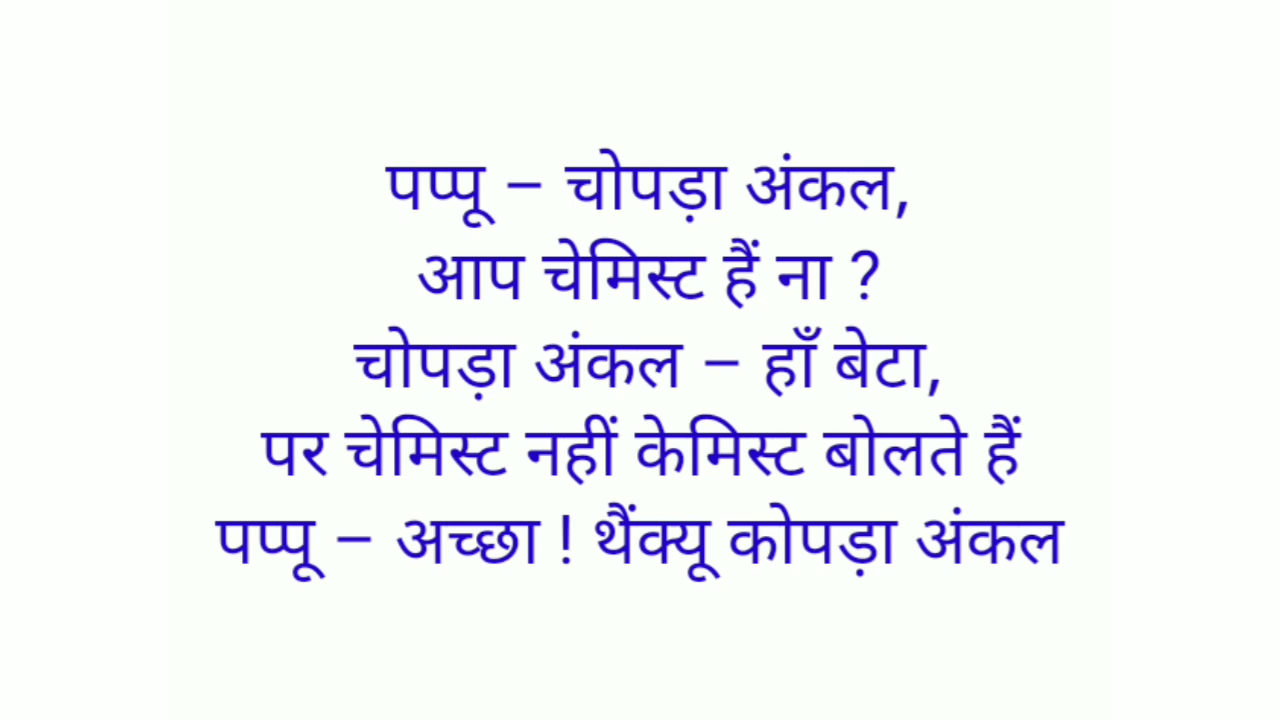 पप्पू – चोपड़ा अंकल,
आप चेमिस्ट हैं ना ?
चोपड़ा अंकल – हाँ बेटा,
पर चेमिस्ट नहीं केमिस्ट बोलते हैं
पप्पू – अच्छा ! थैंक्यू कोपड़ा अंकल